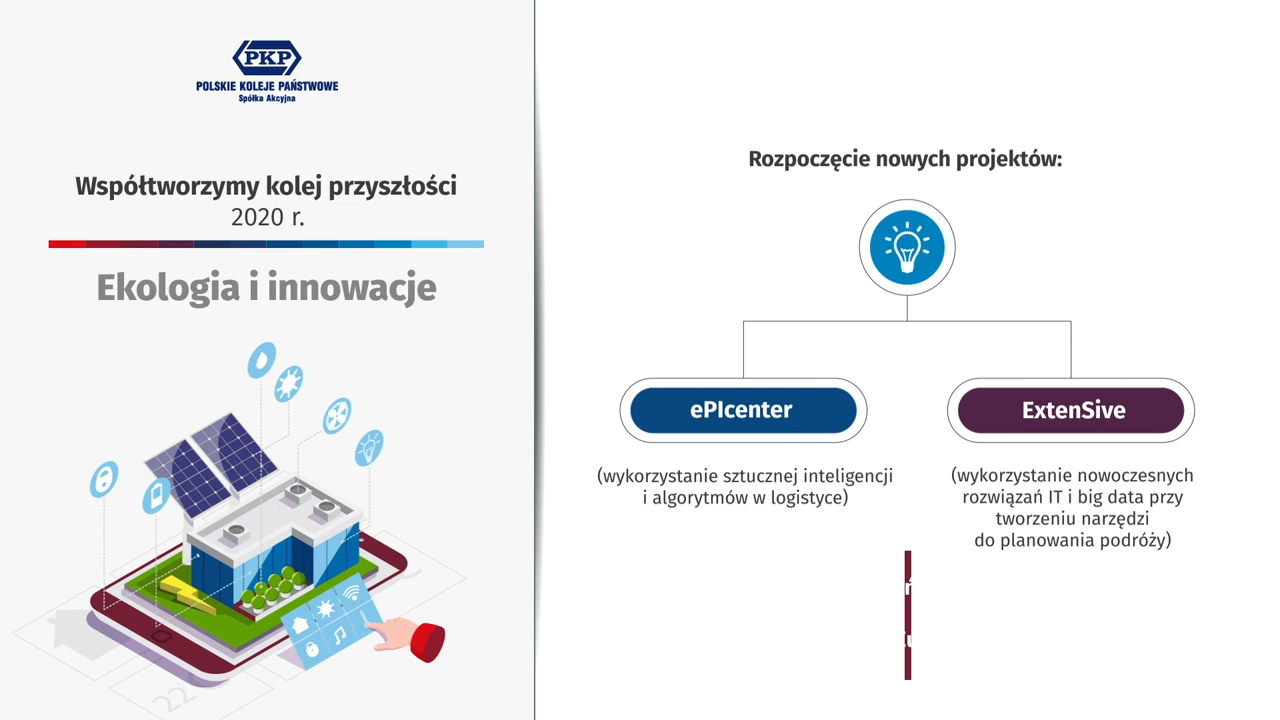 PKP
POLSKIE KOLEJE PAŃSTWOWE
Spółka Akcyjna
Współtworzymy kolej przyszłości
2020 r.
Ekologia i innowacje
22
Rozpoczęcie nowych projektów:
ePIcenter
(wykorzystanie sztucznej inteligencji
i algorytmów w logistyce)
ExtenSive
(wykorzystanie nowoczesnych
rozwiązań IT i big data przy
tworzeniu narzędzi
do planowania podróży)